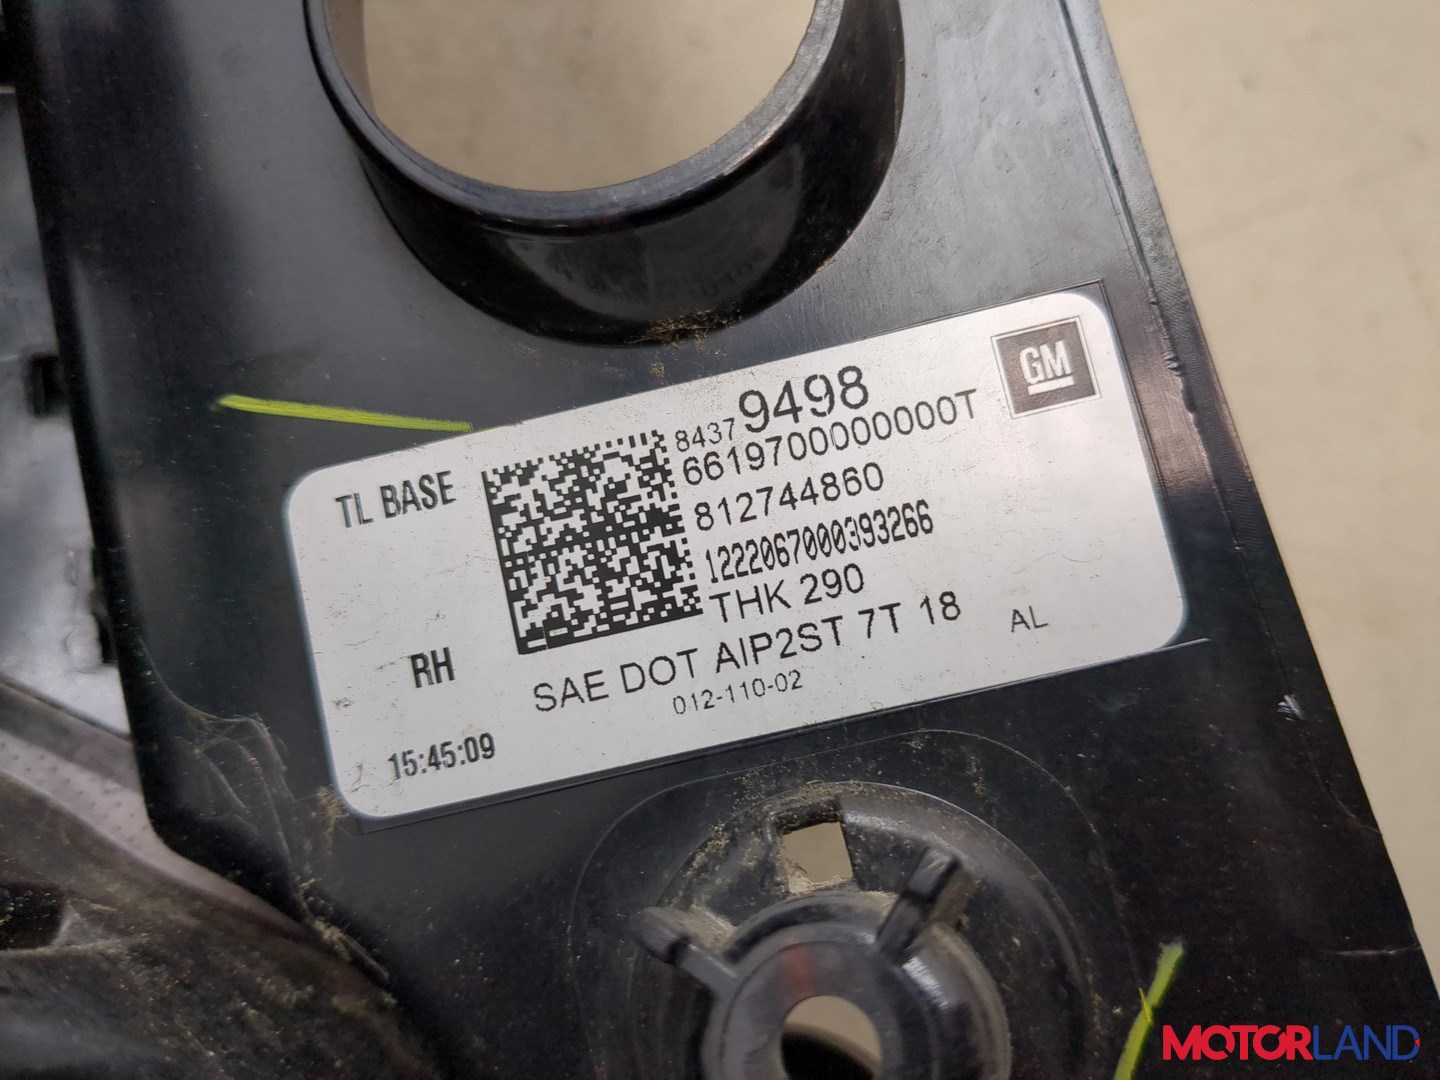 84379498
GM
6619700000000T
TL BASE
812744860
1222067000393266
THK 290
RH
SAE DOT AIP2ST 7T 18
AL
012-110-02
15:45:09
MOTORLAND